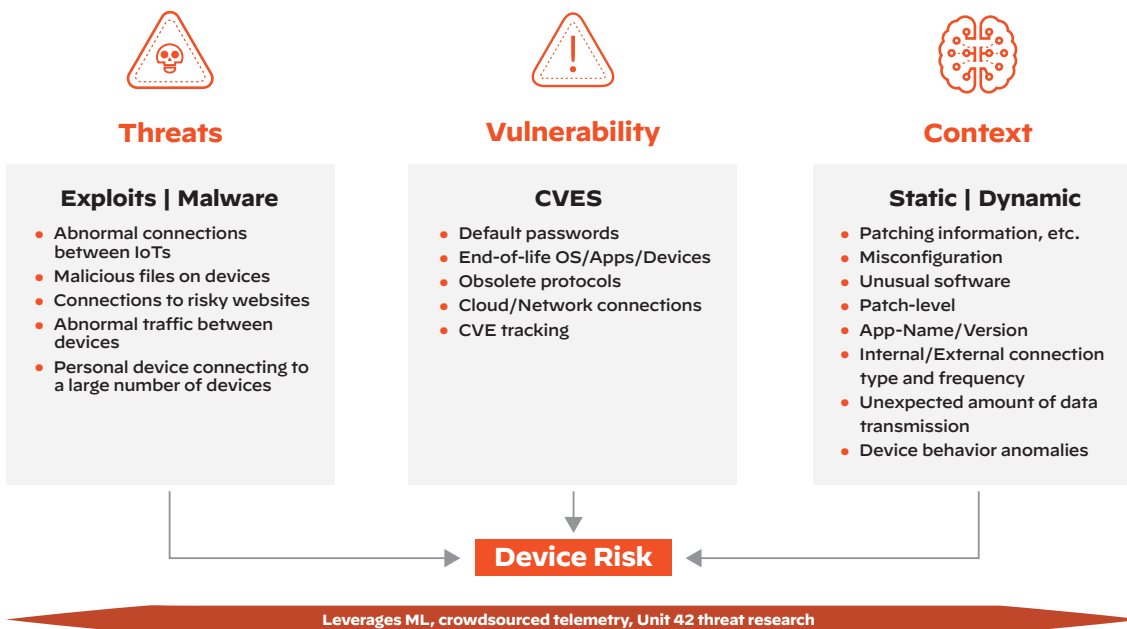 Threats
Exploits | Malware
• Abnormal connections
between IoTs
• Malicious files on devices
• Connections to risky websites
• Abnormal traffic between
devices
• Personal device connecting to
a large number of devices
Vulnerability
CVES
• Default passwords
• End-of-life OS/Apps/Devices
• Obsolete protocols
• Cloud/Network connections
• CVE tracking
Context
Static | Dynamic
• Patching information, etc.
• Misconfiguration
• Unusual software
• Patch-level
• App-Name/Version
• Internal/External connection
type and frequency
• Unexpected amount of data
transmission
• Device behavior anomalies
Device Risk
Leverages ML, crowdsourced telemetry, Unit 42 threat research